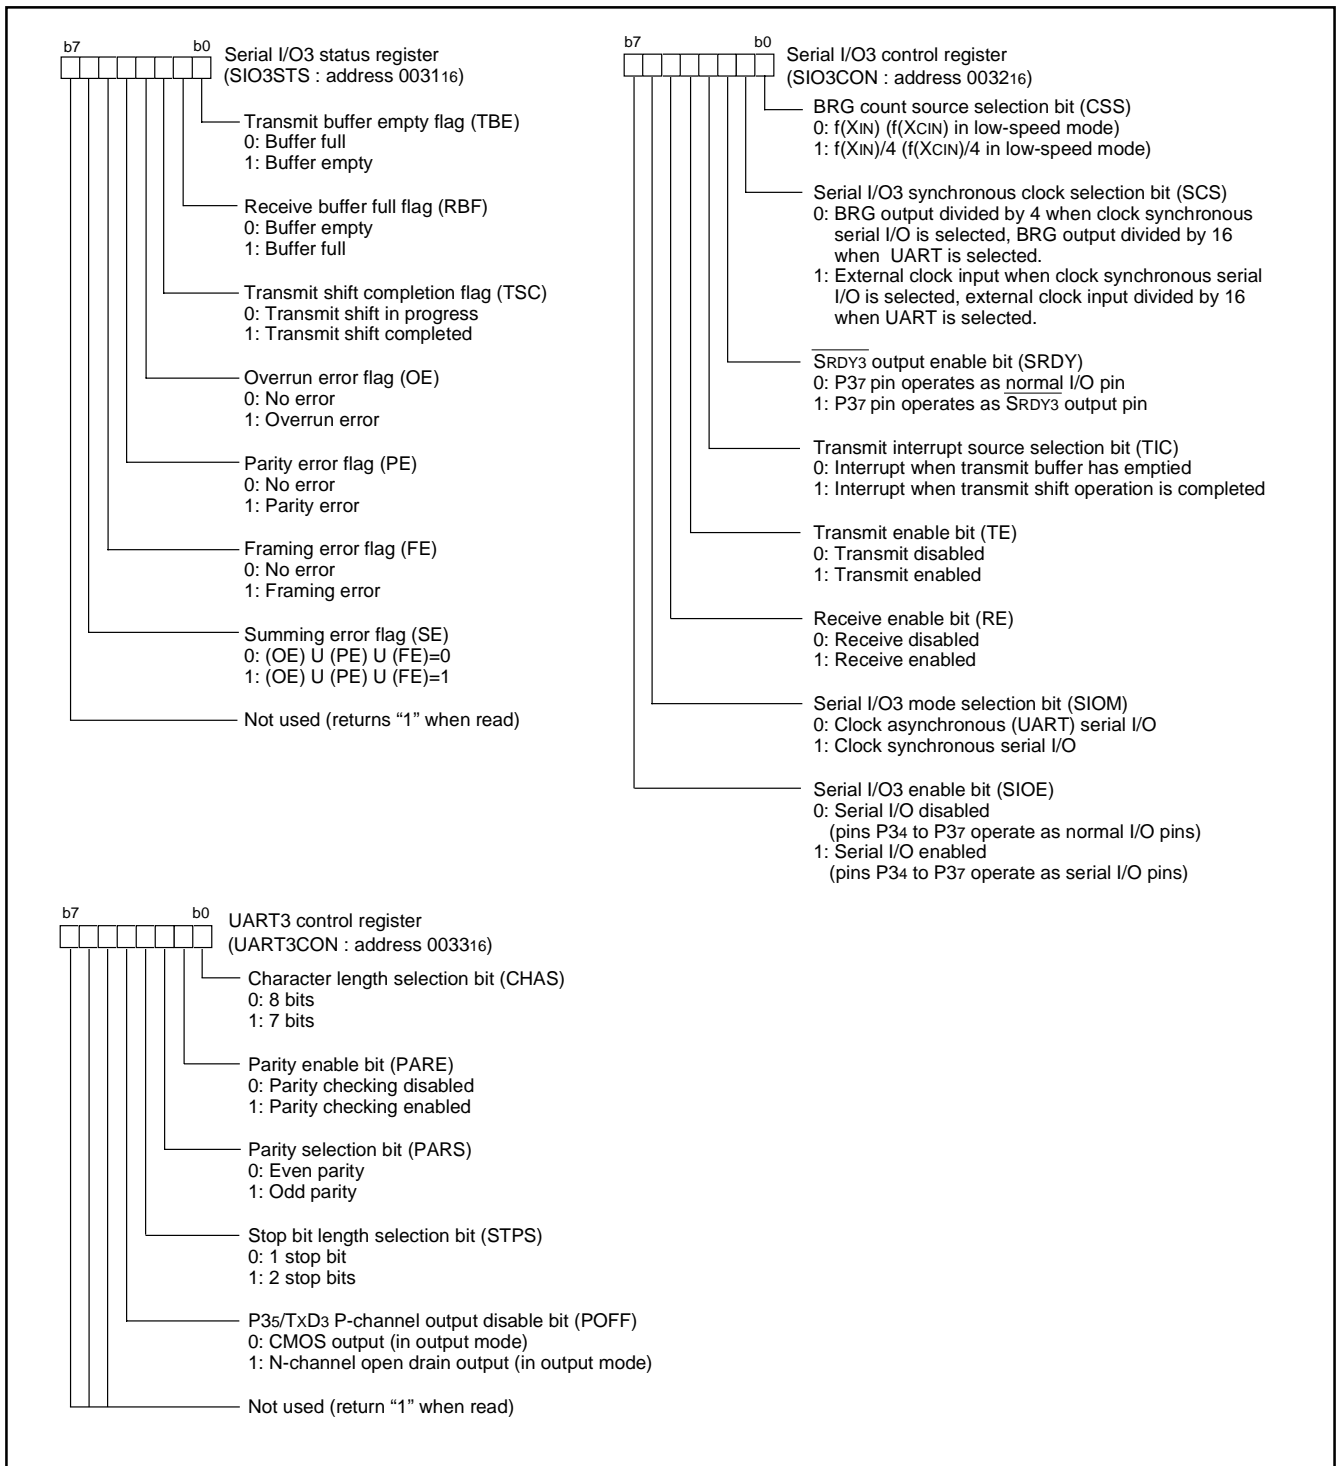 b7 b0 Serial I/O3 status register
(SIO3STS : address 003116)
Transmit buffer empty flag (TBE)
0: Buffer full
1: Buffer empty
Receive buffer full flag (RBF)
0: Buffer empty
1: Buffer full
Transmit shift completion flag (TSC)
0: Transmit shift in progress
1: Transmit shift completed
Overrun error flag (OE)
0: No error
1: Overrun error
Parity error flag (PE)
0: No error
1: Parity error
Framing error flag (FE)
0: No error
1: Framing error
Summing error flag (SE)
0: (OE) U (PE) U (FE)=0
1: (OE) U (PE) U (FE)=1
Not used (returns “1” when read)
b7 b0 Serial I/O3 control register
(SIO3CON : address 003216)
BRG count source selection bit (CSS)
0: f(XIN) (f(XCIN) in low-speed mode)
1: f(XIN)/4 (f(XCIN)/4 in low-speed mode)
Serial I/O3 synchronous clock selection bit (SCS)
0: BRG output divided by 4 when clock synchronous
serial I/O is selected, BRG output divided by 16
when UART is selected.
1: External clock input when clock synchronous serial
I/O is selected, external clock input divided by 16
when UART is selected.
SRDY3 output enable bit (SRDY)
0: P37 pin operates as normal I/O pin
1: P37 pin operates as SRDY3 output pin
Transmit interrupt source selection bit (TIC)
0: Interrupt when transmit buffer has emptied
1: Interrupt when transmit shift operation is completed
Transmit enable bit (TE)
0: Transmit disabled
1: Transmit enabled
Receive enable bit (RE)
0: Receive disabled
1: Receive enabled
Serial I/O3 mode selection bit (SIOM)
0: Clock asynchronous (UART) serial I/O
1: Clock synchronous serial I/O
Serial I/O3 enable bit (SIOE)
0: Serial I/O disabled
(pins P34 to P37 operate as normal I/O pins)
1: Serial I/O enabled
(pins P34 to P37 operate as serial I/O pins)
b7 b0 UART3 control register
(UART3CON : address 003316)
Character length selection bit (CHAS)
0: 8 bits
1: 7 bits
Parity enable bit (PARE)
0: Parity checking disabled
1: Parity checking enabled
Parity selection bit (PARS)
0: Even parity
1: Odd parity
Stop bit length selection bit (STPS)
0: 1 stop bit
1: 2 stop bits
P35/TXD3 P-channel output disable bit (POFF)
0: CMOS output (in output mode)
1: N-channel open drain output (in output mode)
Not used (return “1” when read)